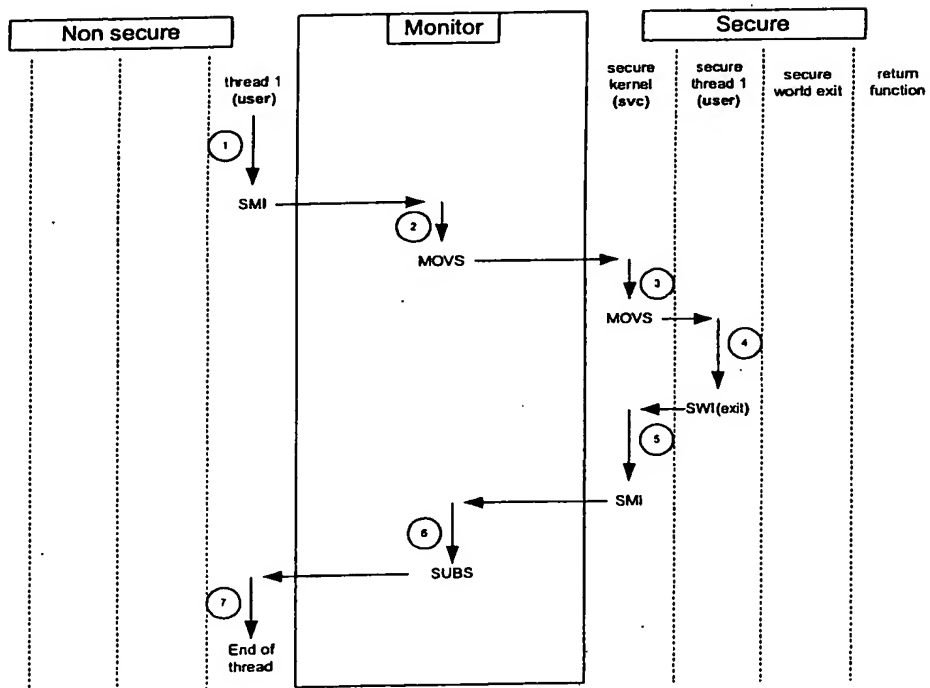 Non secure
Monitor
Secure
thread 1
(user)
secure
kernel
(svc)
secure
thread 1
(user)
secure
world exit
return
function
1
SMI
2
MOVS
3
MOVS
4
SWI(exit)
5
SMI
6
SUBS
7
End of
thread